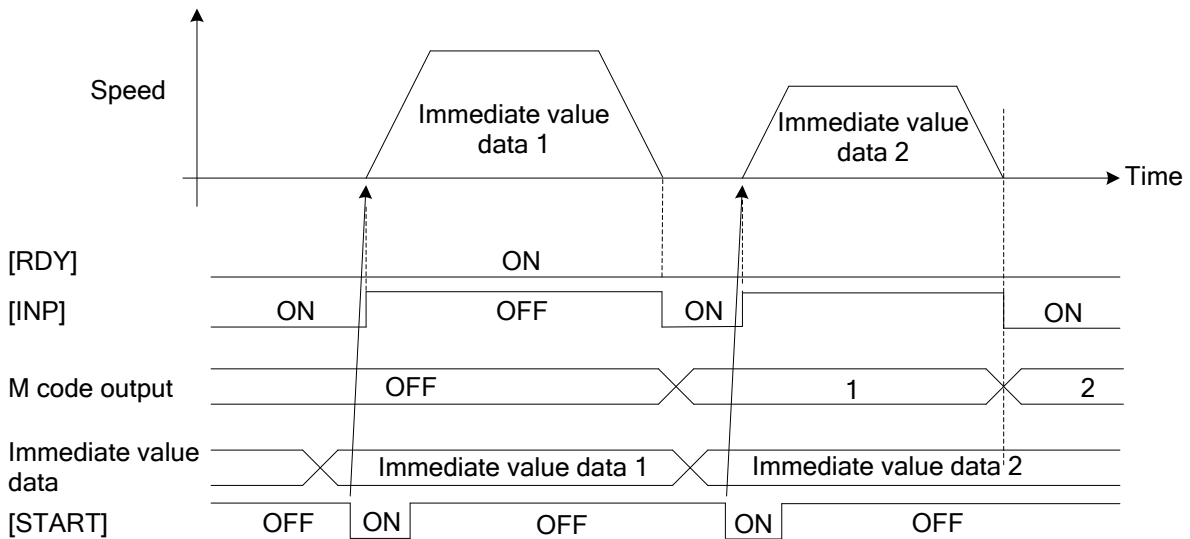 Speed
Immediate value
data 1
Immediate value
data 2
Time
[RDY]
ON
[INP]
ON
OFF
ON
ON
M code output
OFF
1
2
Immediate value
data
Immediate value data 1
Immediate value data 2
[START]
OFF
ON
OFF
ON
OFF